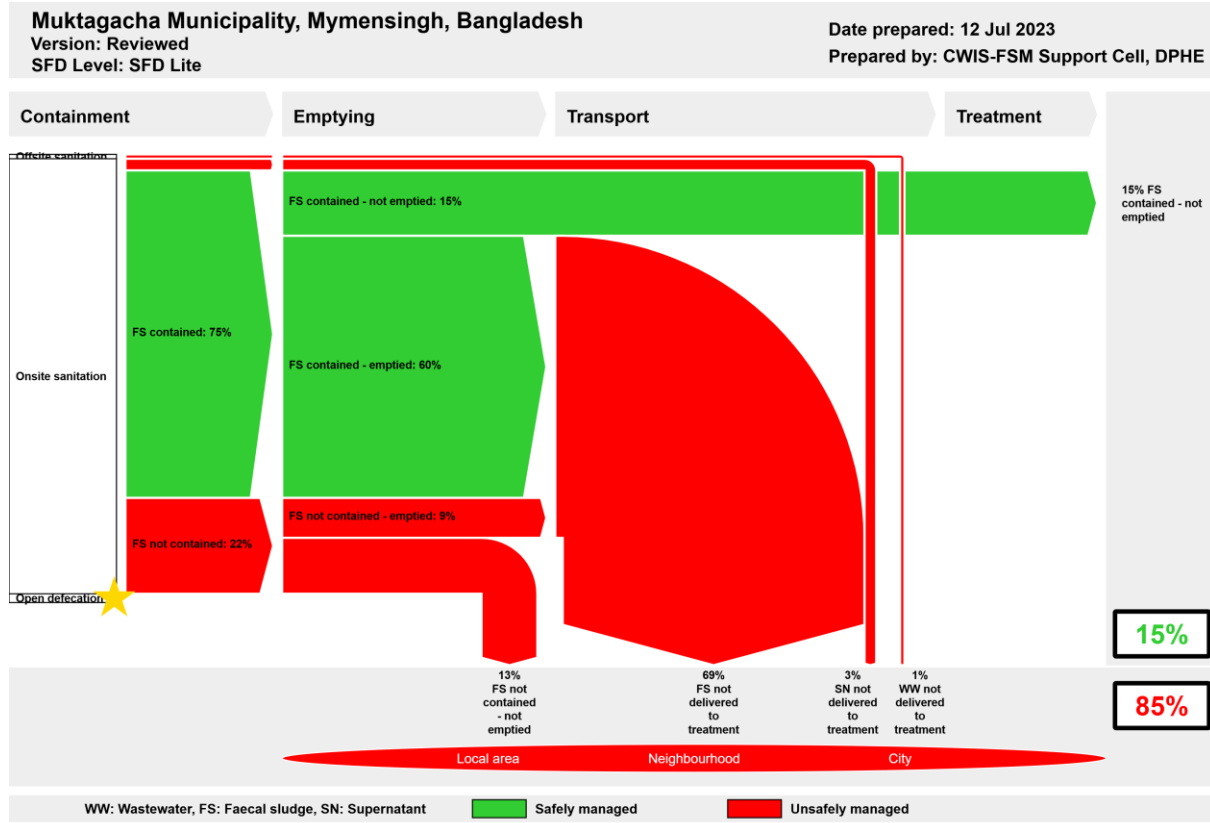 Muktagacha Municipality, Mymensingh, Bangladesh
Version: Reviewed
SFD Level: SFD Lite
Date prepared: 12 Jul 2023
Prepared by: CWIS-FSM Support Cell, DPHE
Containment
Emptying
Transport
Treatment
Offsite sanitation
FS contained - not emptied: 15%
15% FS
contained - not
emptied
FS contained: 75%
FS contained - emptied: 60%
Onsite sanitation
FS not contained - emptied: 9%
FS not contained: 22%
Open defecation
15%
13%
FS not
contained
- not
emptied
69%
FS not
delivered
to
treatment
3%
SN not
delivered
to
treatment
1%
WW not
delivered
to
treatment
85%
Local area
Neighbourhood
City
WW: Wastewater, FS: Faecal sludge, SN: Supernatant
Safely managed
Unsafely managed